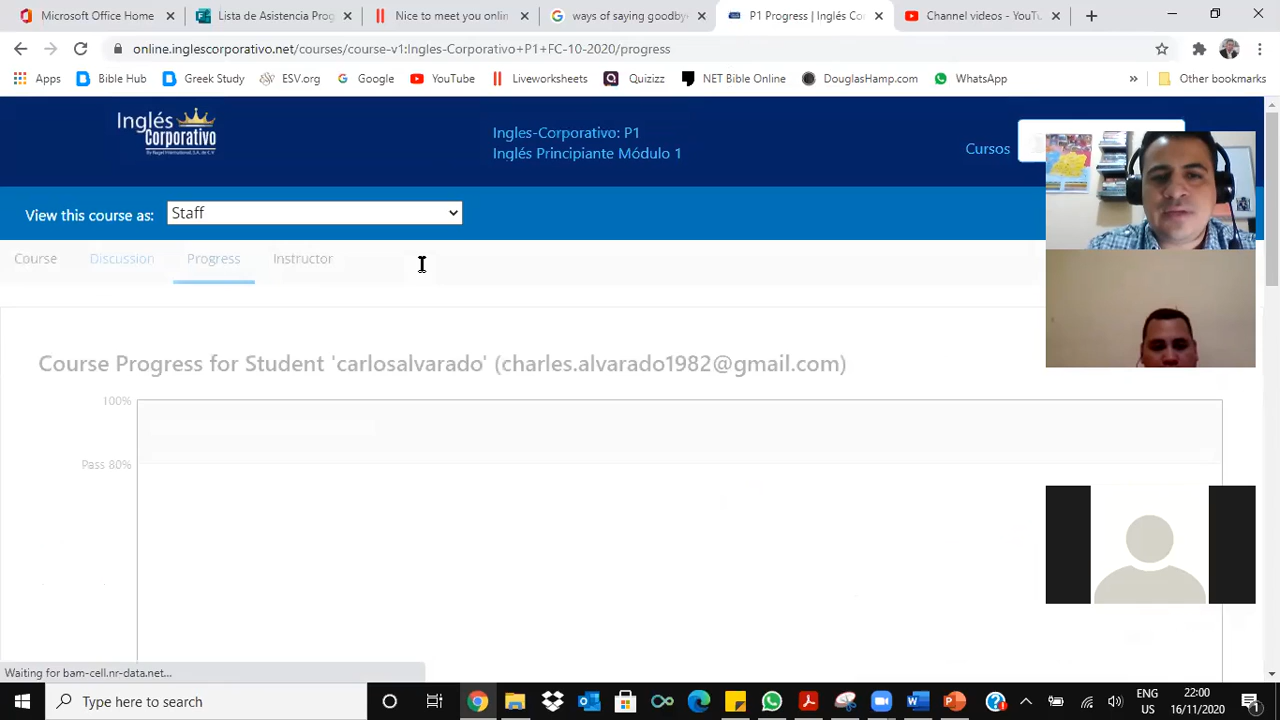 Microsoft Office Home
Lista de Asistencia Prog
Nice to meet you onlin
ways of saying goodby
P1 Progress | Inglés Co
Channel videos - YouTu
online.inglescorporativo.net/courses/course-v1:Ingles-Corporativo+P1+FC-10-2020/progress
Apps
Bible Hub
Greek Study
ESV.org
Google
YouTube
Liveworksheets
Quizizz
NET Bible Online
DouglasHamp.com
WhatsApp
Other bookmarks
Inglés
Corporativo
Ingles-Corporativo: P1
Inglés Principiante Módulo 1
Cursos
View this course as:
Staff
Course
Discussion
Progress
Instructor
Course Progress for Student 'carlosalvarado' (charles.alvarado1982@gmail.com)
100%
Pass 80%
Waiting for bam-cell.nr-data.net...
Type here to search
ENG
US
22:00
16/11/2020